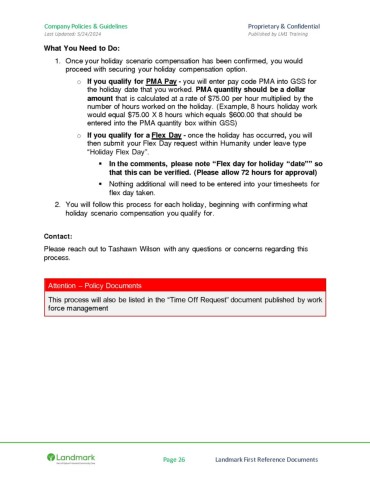 Company Policies & Guidelines
Proprietary & Confidential
Last Updated: 5/24/2024
Published by LM1 Training
What You Need to Do:
1. Once your holiday scenario compensation has been confirmed, you would
proceed with securing your holiday compensation option.
o If you qualify for PMA Pay - you will enter pay code PMA into GSS for
the holiday date that you worked. PMA quantity should be a dollar
amount that is calculated at a rate of $75.00 per hour multiplied by the
number of hours worked on the holiday. (Example, 8 hours holiday work
would equal $75.00 X 8 hours which equals $600.00 that should be
entered into the PMA quantity box within GSS)
o If you qualify for a Flex Day - once the holiday has occurred, you will
then submit your Flex Day request within Humanity under leave type
“Holiday Flex Day”.
▪ In the comments, please note “Flex day for holiday “date”” so
that this can be verified. (Please allow 72 hours for approval)
▪ Nothing additional will need to be entered into your timesheets for
flex day taken.
2. You will follow this process for each holiday, beginning with confirming what
holiday scenario compensation you qualify for.
Contact:
Please reach out to Tashawn Wilson with any questions or concerns regarding this
process.
Attention – Policy Documents
This process will also be listed in the “Time Off Request” document published by work
force management
Landmark
Page 26
Landmark First Reference Documents